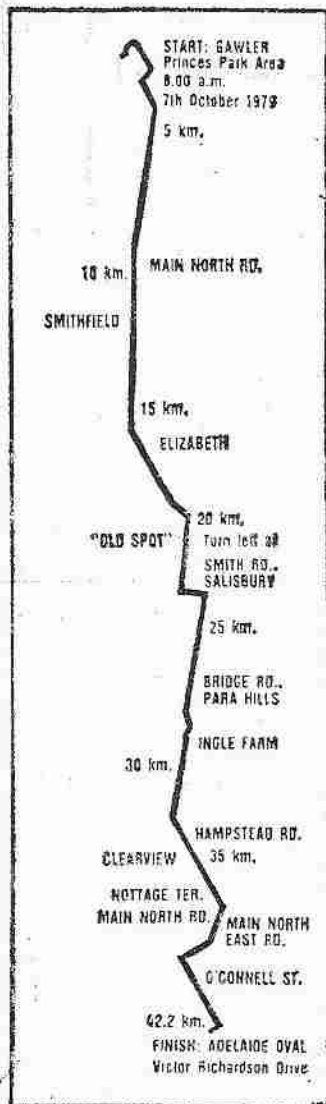 START: GAWLER
Princes Park Area
8.00 a.m.
7th October 1979
5 km.
10 km.
MAIN NORTH RD.
SMITHFIELD
15 km.
ELIZABETH
20 km.
"OLD SPOT"
Turn left at
SMITH RD.,
SALISBURY
25 km.
BRIDGE RD.,
PARA HILLS
INGLE FARM
30 km.
HAMPSTEAD RD.
CLEARVIEW
35 km.
NOTTAGE TER.
MAIN NORTH RD.
MAIN NORTH
EAST RD.
O'CONNELL ST.
42.2 km.
FINISH: ADELAIDE OVAL
Victor Richardson Drive